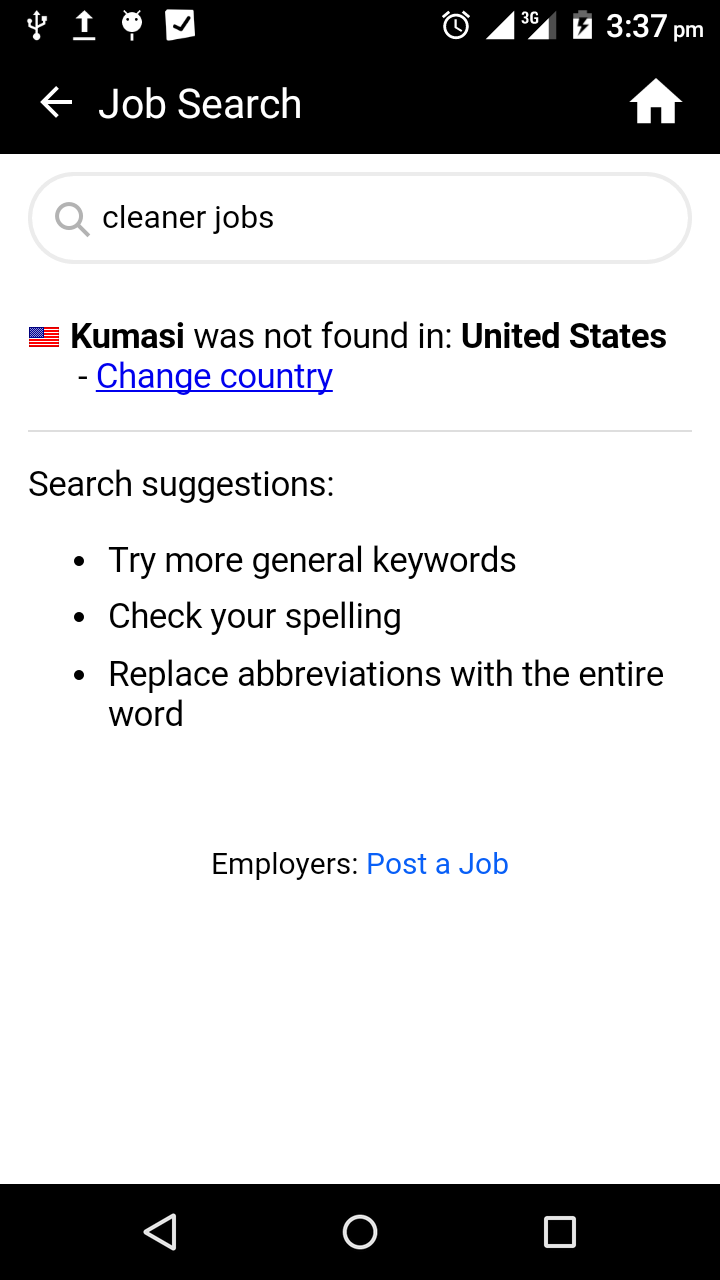 3G 3:37 pm
Job Search
cleaner jobs
Kumasi was not found in: United States
- Change country
Search suggestions:
• Try more general keywords
• Check your spelling
• Replace abbreviations with the entire
word
Employers: Post a Job